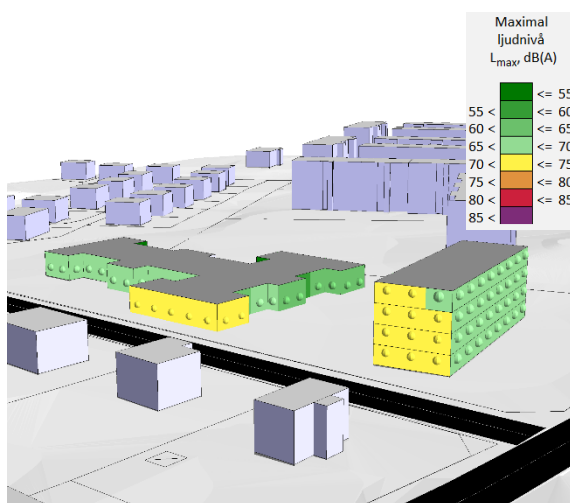 Maximal
ljudnivå
Lmax, dB(A)
<= 55
55 < <= 60
60 < <= 65
65 < <= 70
70 < <= 75
75 < <= 80
80 < <= 85
85 <